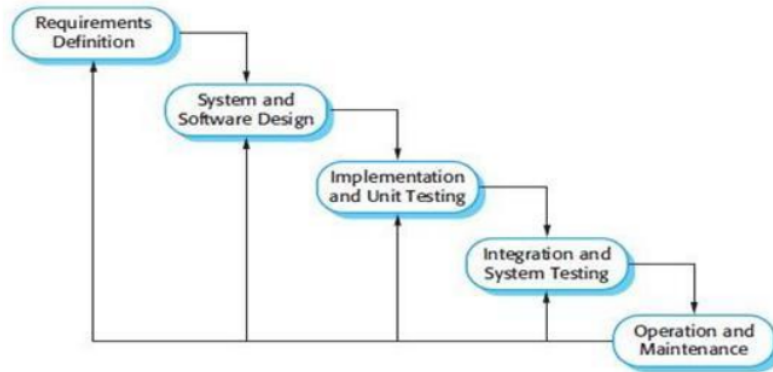 Requirements
Definition
System and
Software Design
Implementation
and Unit Testing
Integration and
System Testing
Operation and
Maintenance